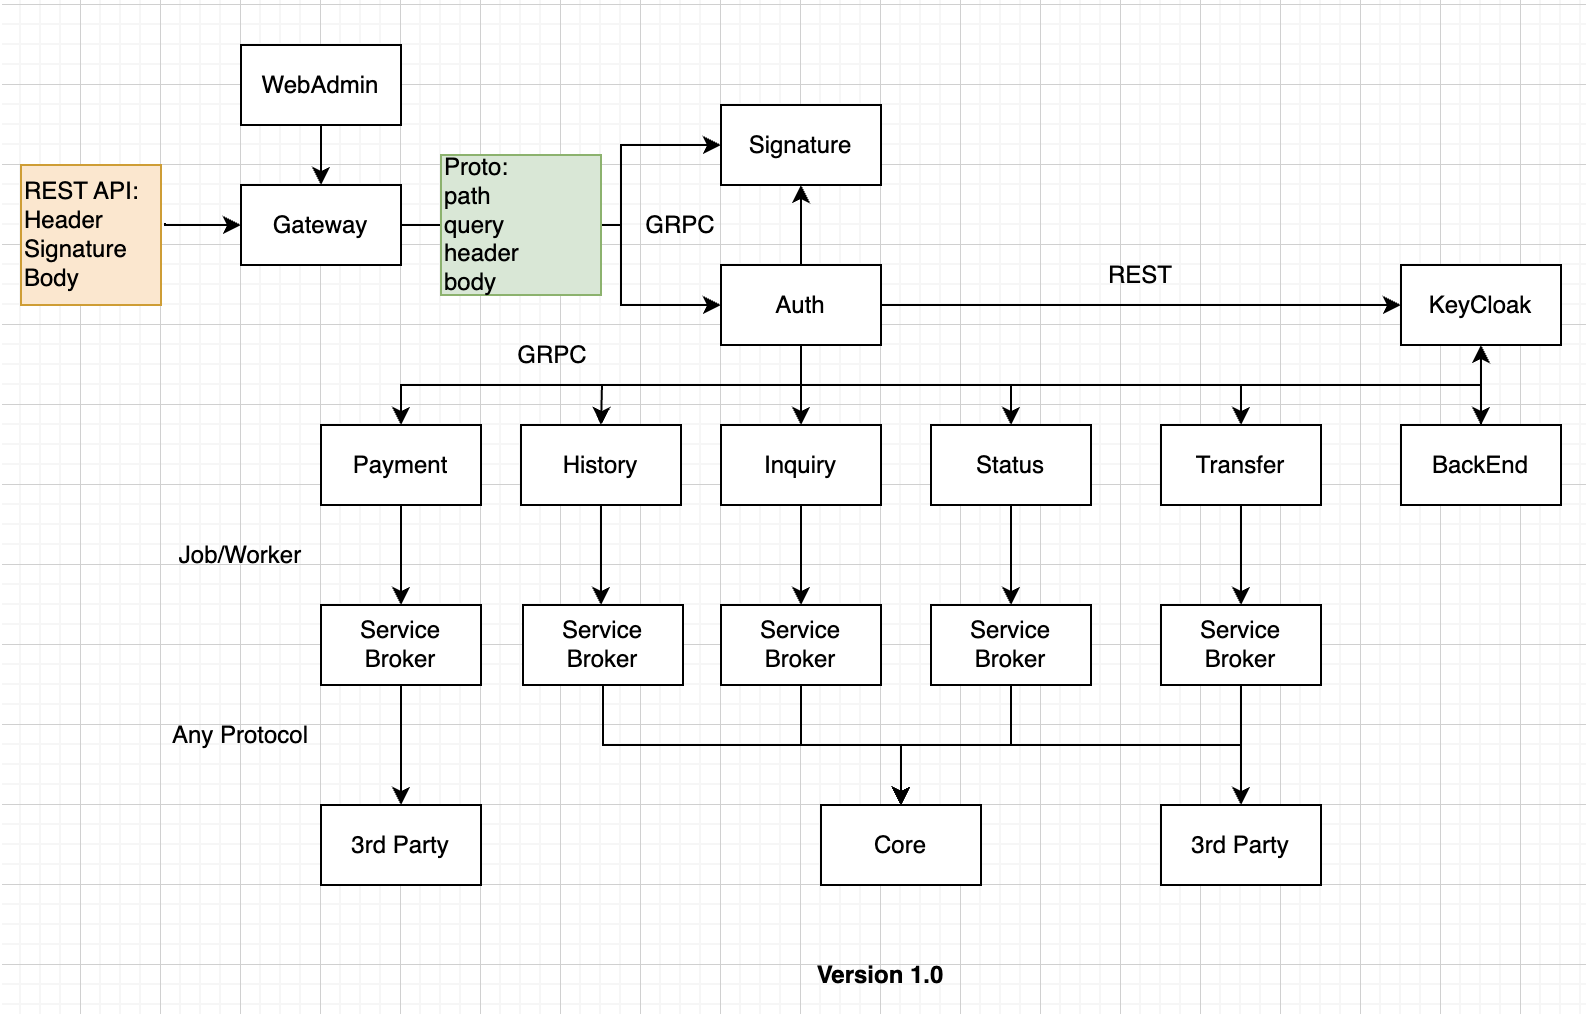 WebAdmin
REST API:
Header
Signature
Body
Gateway
Proto:
path
query
header
body
GRPC
Signature
Auth
REST
KeyCloak
GRPC
Payment
History
Inquiry
Status
Transfer
BackEnd
Job/Worker
Service
Broker
Service
Broker
Service
Broker
Service
Broker
Service
Broker
Any Protocol
3rd Party
Core
3rd Party
Version 1.0